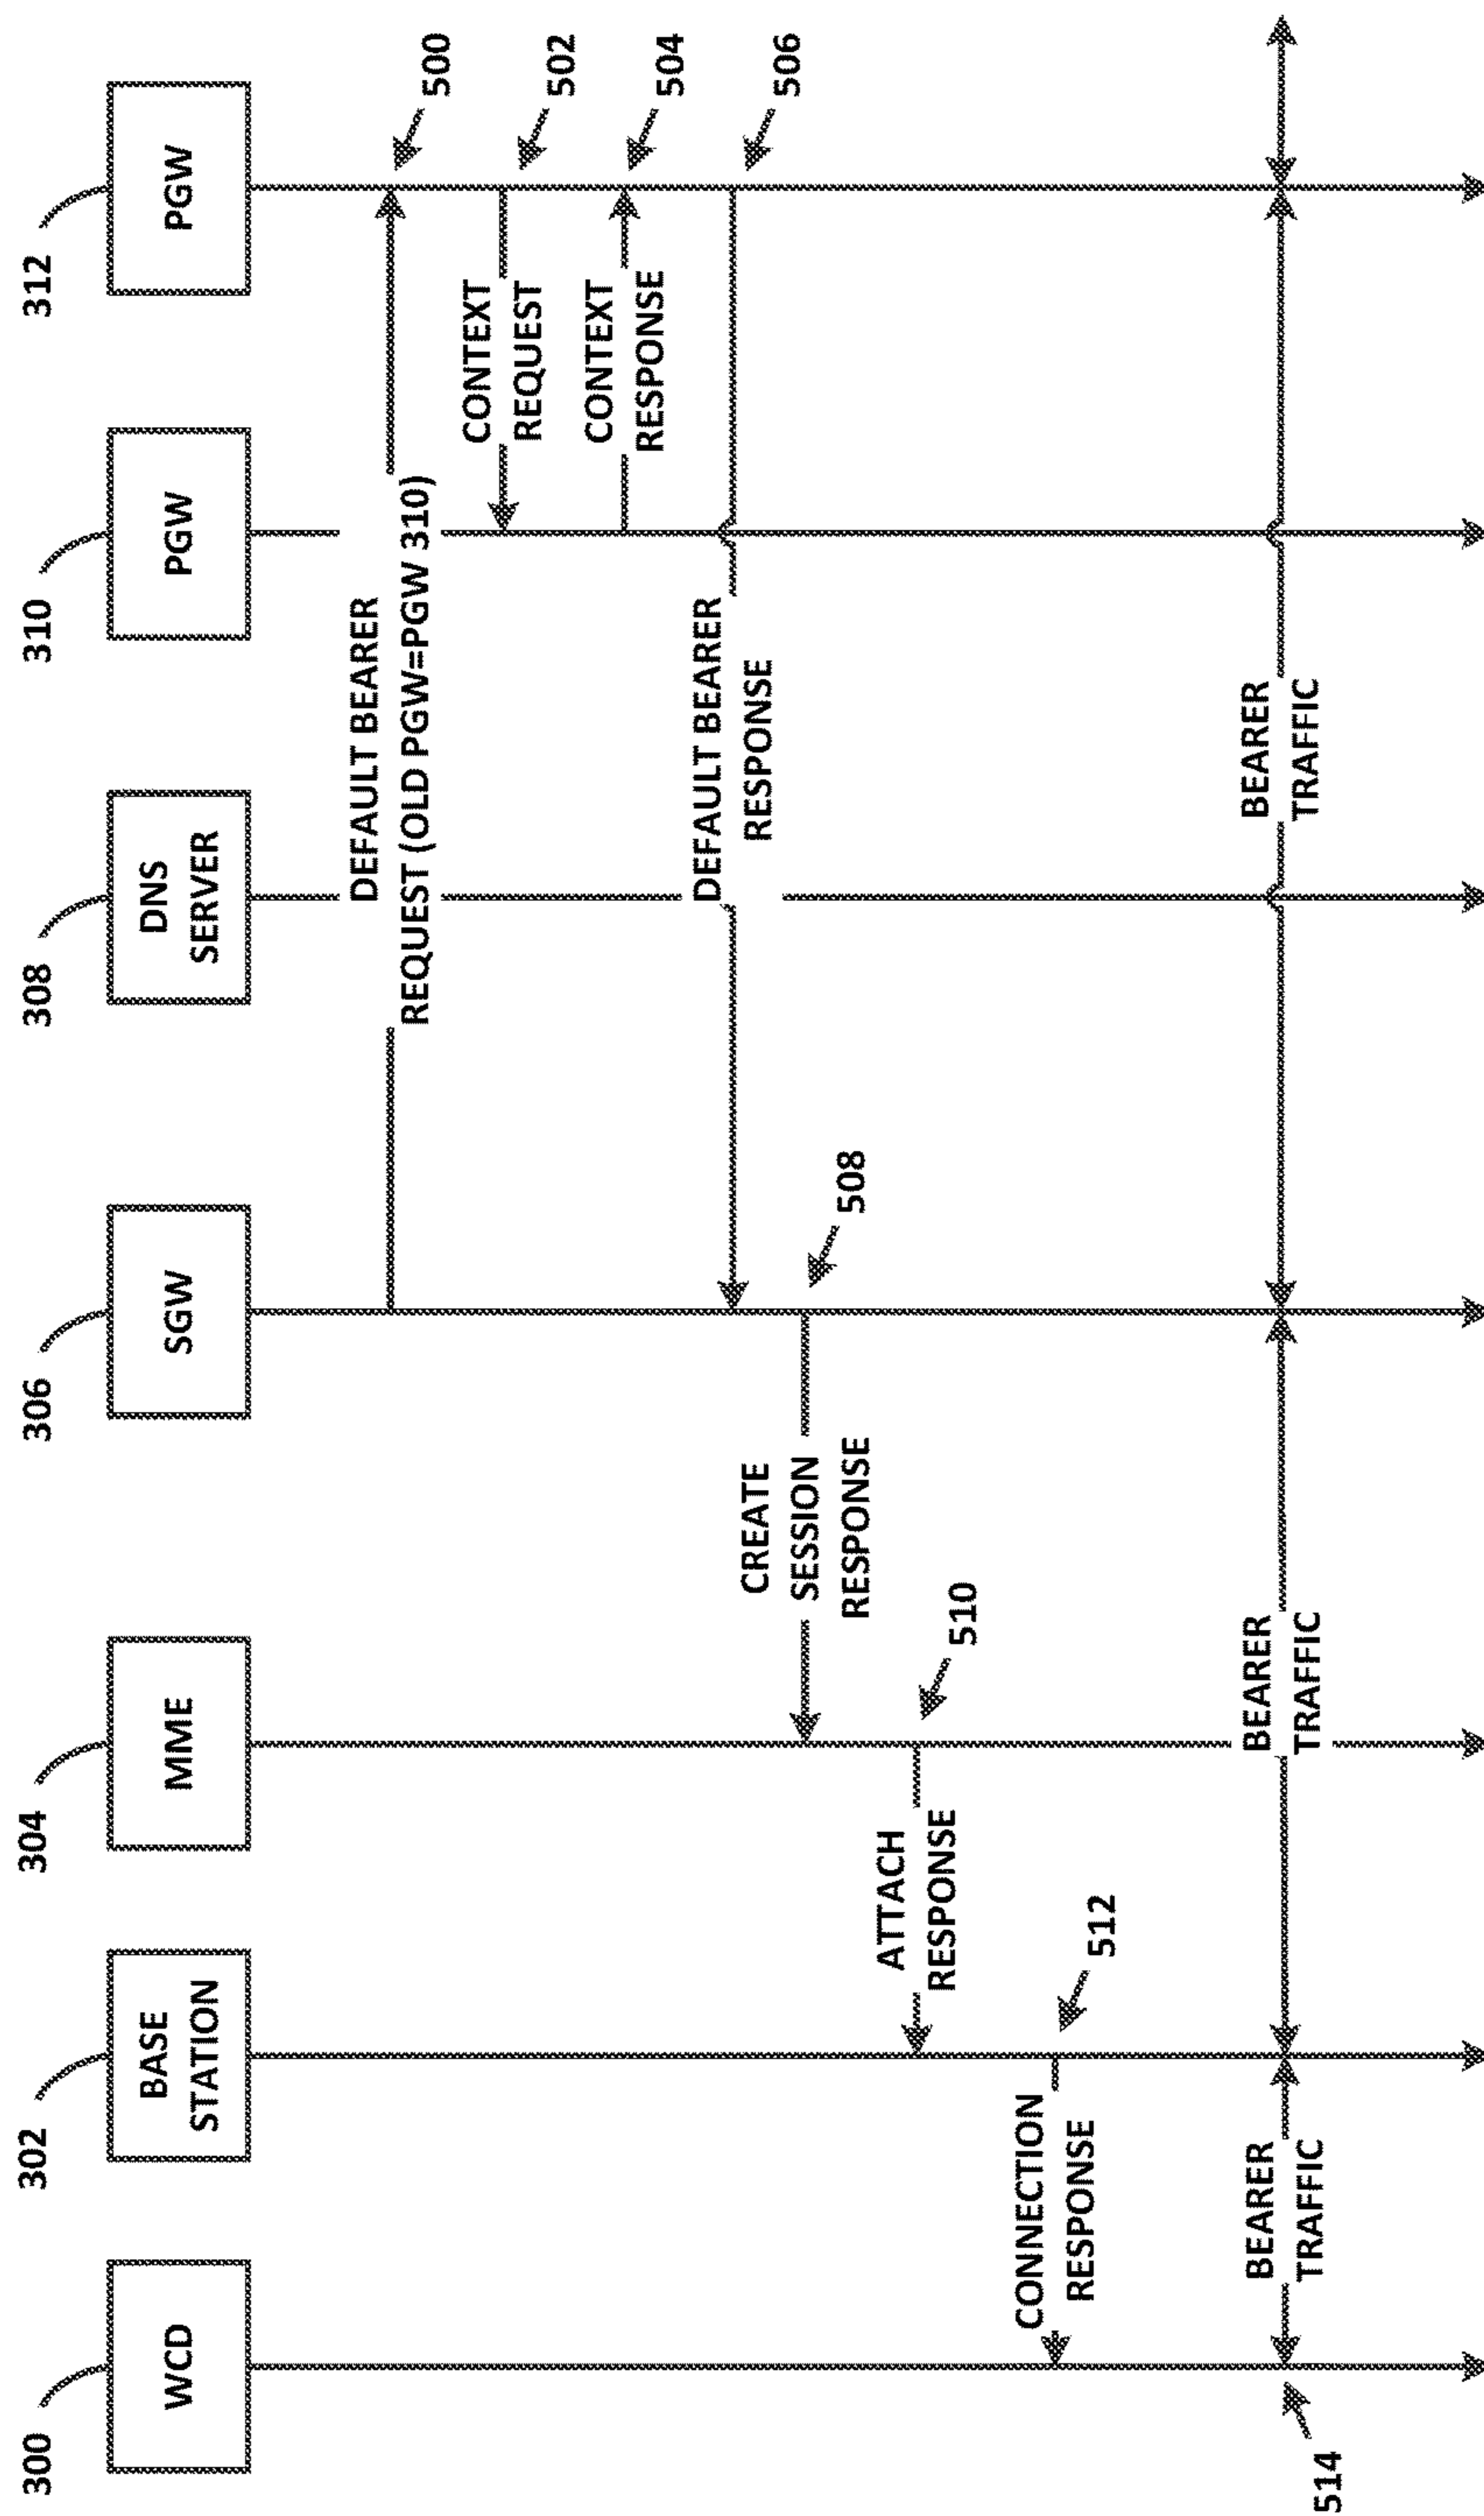 300
302
304
306
308
310
312
WCD
BASE
STATION
MME
SGW
DNS
SERVER
PGW
PGW
DEFAULT BEARER
REQUEST (OLD PGW=PGW 310)
500
CONTEXT
REQUEST
502
CONTEXT
RESPONSE
504
DEFAULT BEARER
RESPONSE
506
CREATE
SESSION
RESPONSE
508
ATTACH
RESPONSE
510
CONNECTION
RESPONSE
512
BEARER
TRAFFIC
BEARER
TRAFFIC
BEARER
TRAFFIC
514